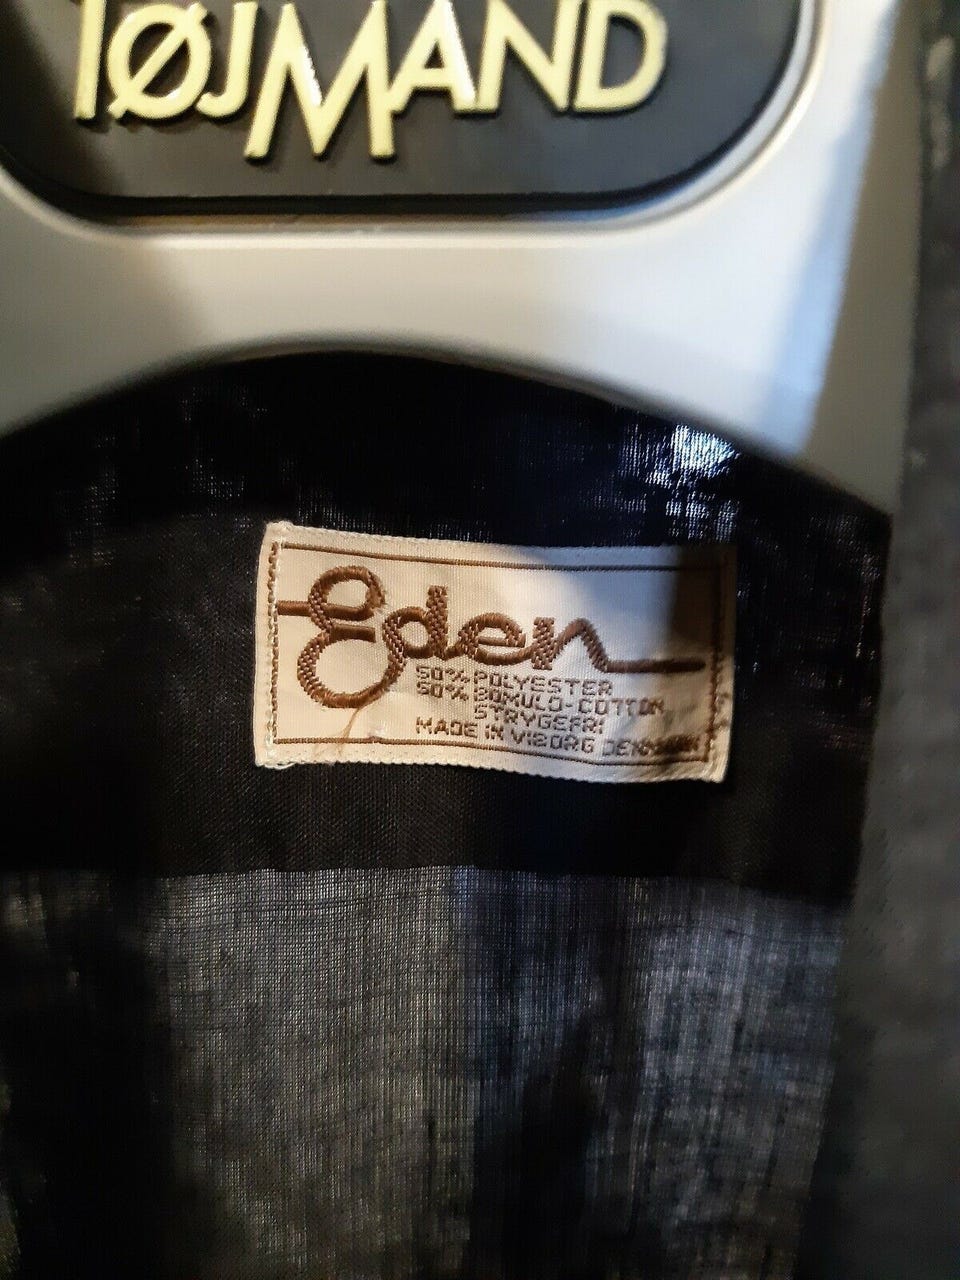 TØJMAND
Eden
50% POLYESTER
50% BOMULD-COTTON
STRYGEFRI
MADE IN VIBORG DENMARK